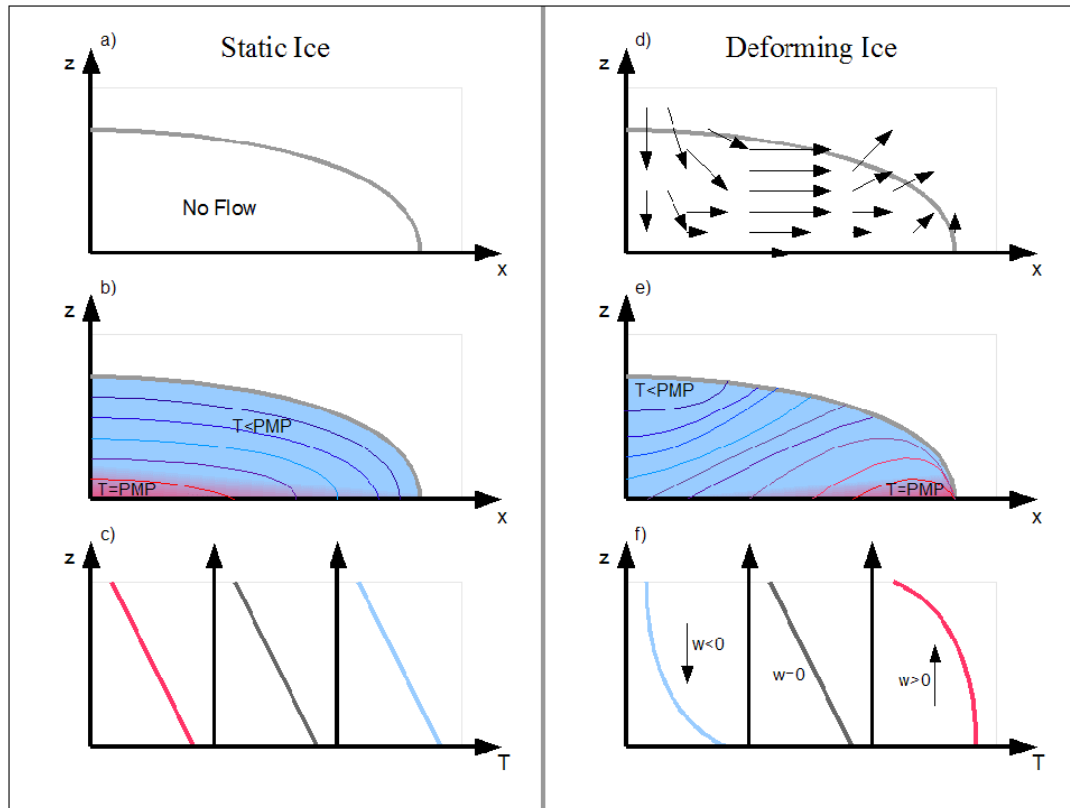 a)
Static Ice
z
No Flow
x
b)
z
T<PMP
T=PMP
x
c)
z
T
d)
Deforming Ice
z
x
e)
z
T<PMP
T=PMP
x
f)
z
w<0
w=0
w>0
T